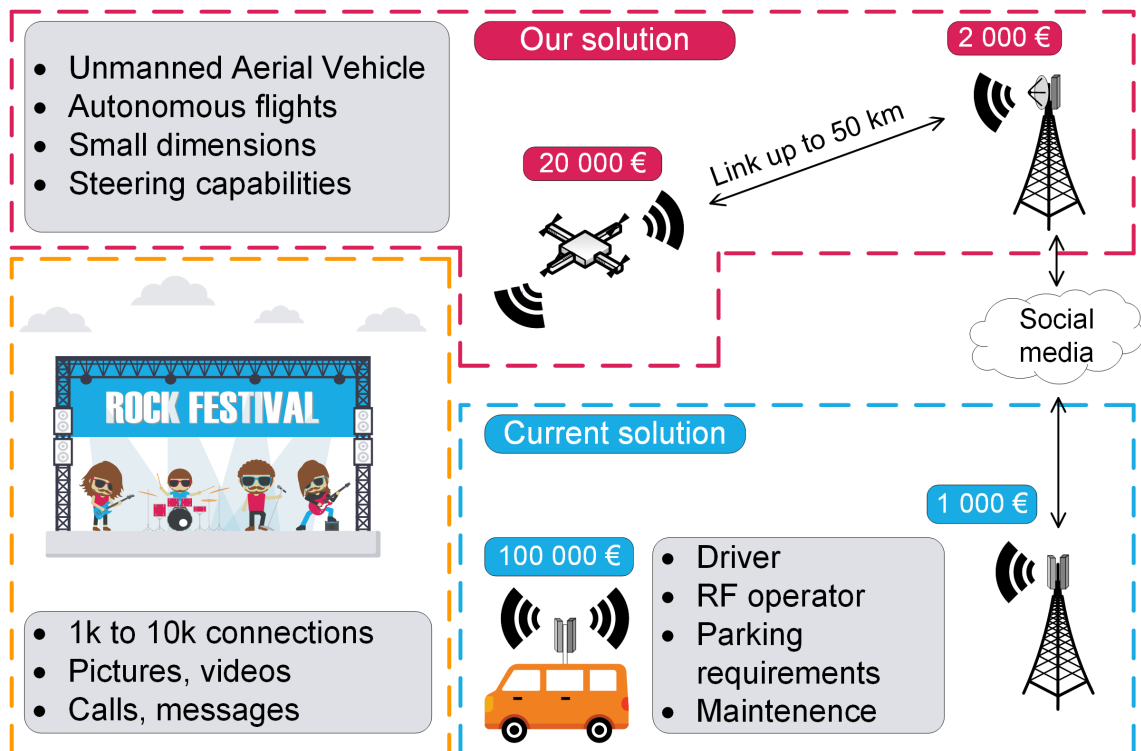 Our solution
2 000 €
• Unmanned Aerial Vehicle
• Autonomous flights
• Small dimensions
• Steering capabilities
20 000 €
Link up to 50 km
Social
media
ROCK FESTIVAL
Current solution
1 000 €
100 000 €
• Driver
• RF operator
• Parking
requirements
• Maintenence
• 1k to 10k connections
• Pictures, videos
• Calls, messages